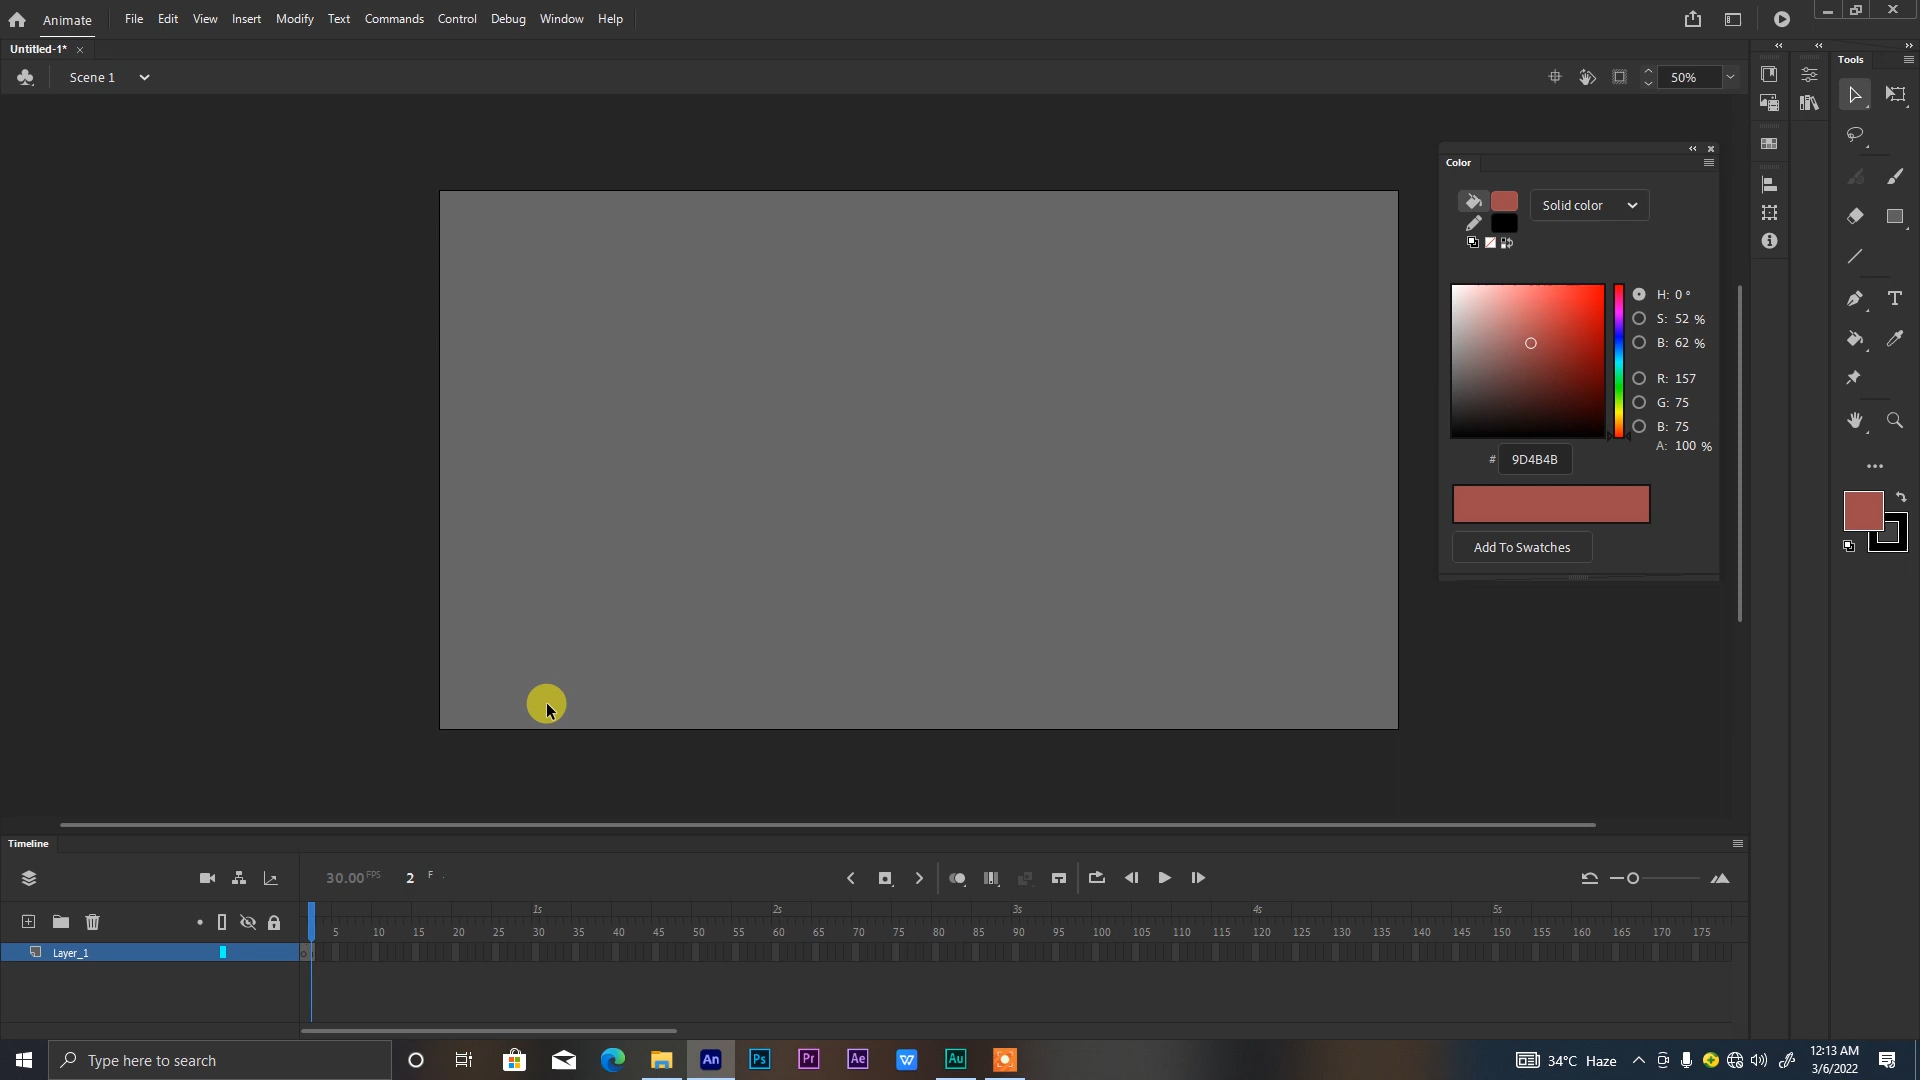 Animate File Edit View Insert Modify Text Commands Control Debug Window Help
Untitled-1*
Scene 1 50%
Tools
Color
Solid color
H: 0 °
S: 52 %
B: 62 %
R: 157
G: 75
B: 75
A: 100 %
# 9D4B4B
Add To Swatches
Timeline
30.00 FPS 2 F
1s 2s 3s 4s 5s
5 10 15 20 25 30 35 40 45 50 55 60 65 70 75 80 85 90 95 100 105 110 115 120 125 130 135 140 145 150 155 160 165 170 175
Layer_1
Type here to search An Ps Pr Ae Au 34°C Haze 12:13 AM
3/6/2022